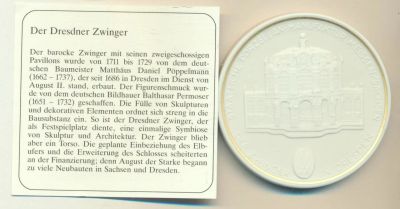 Der Dresdner Zwinger
Der barocke Zwinger mit seinen zweigeschossigen
Pavillons wurde von 1711 bis 1729 von dem deut-
schen Baumeister Matthäus Daniel Pöppelmann
(1662 – 1737), der seit 1686 in Dresden im Dienst von
August II. stand, erbaut. Der Figurenschmuck wur-
de von dem deutschen Bildhauer Balthasar Permoser
(1651 – 1732) geschaffen. Die Fülle von Skulpturen
und dekorativen Elementen ordnet sich streng in die
Bausubstanz ein. So ist der Dresdner Zwinger, der
als Festspielplatz diente, eine einmalige Symbiose
von Skulptur und Architektur. Der Zwinger blieb
aber ein Torso. Die geplante Einbeziehung des Elb-
ufers und die Erweiterung des Schlosses scheiterten
an der Finanzierung; denn August der Starke begann
zu viele Neubauten in Sachsen und Dresden.